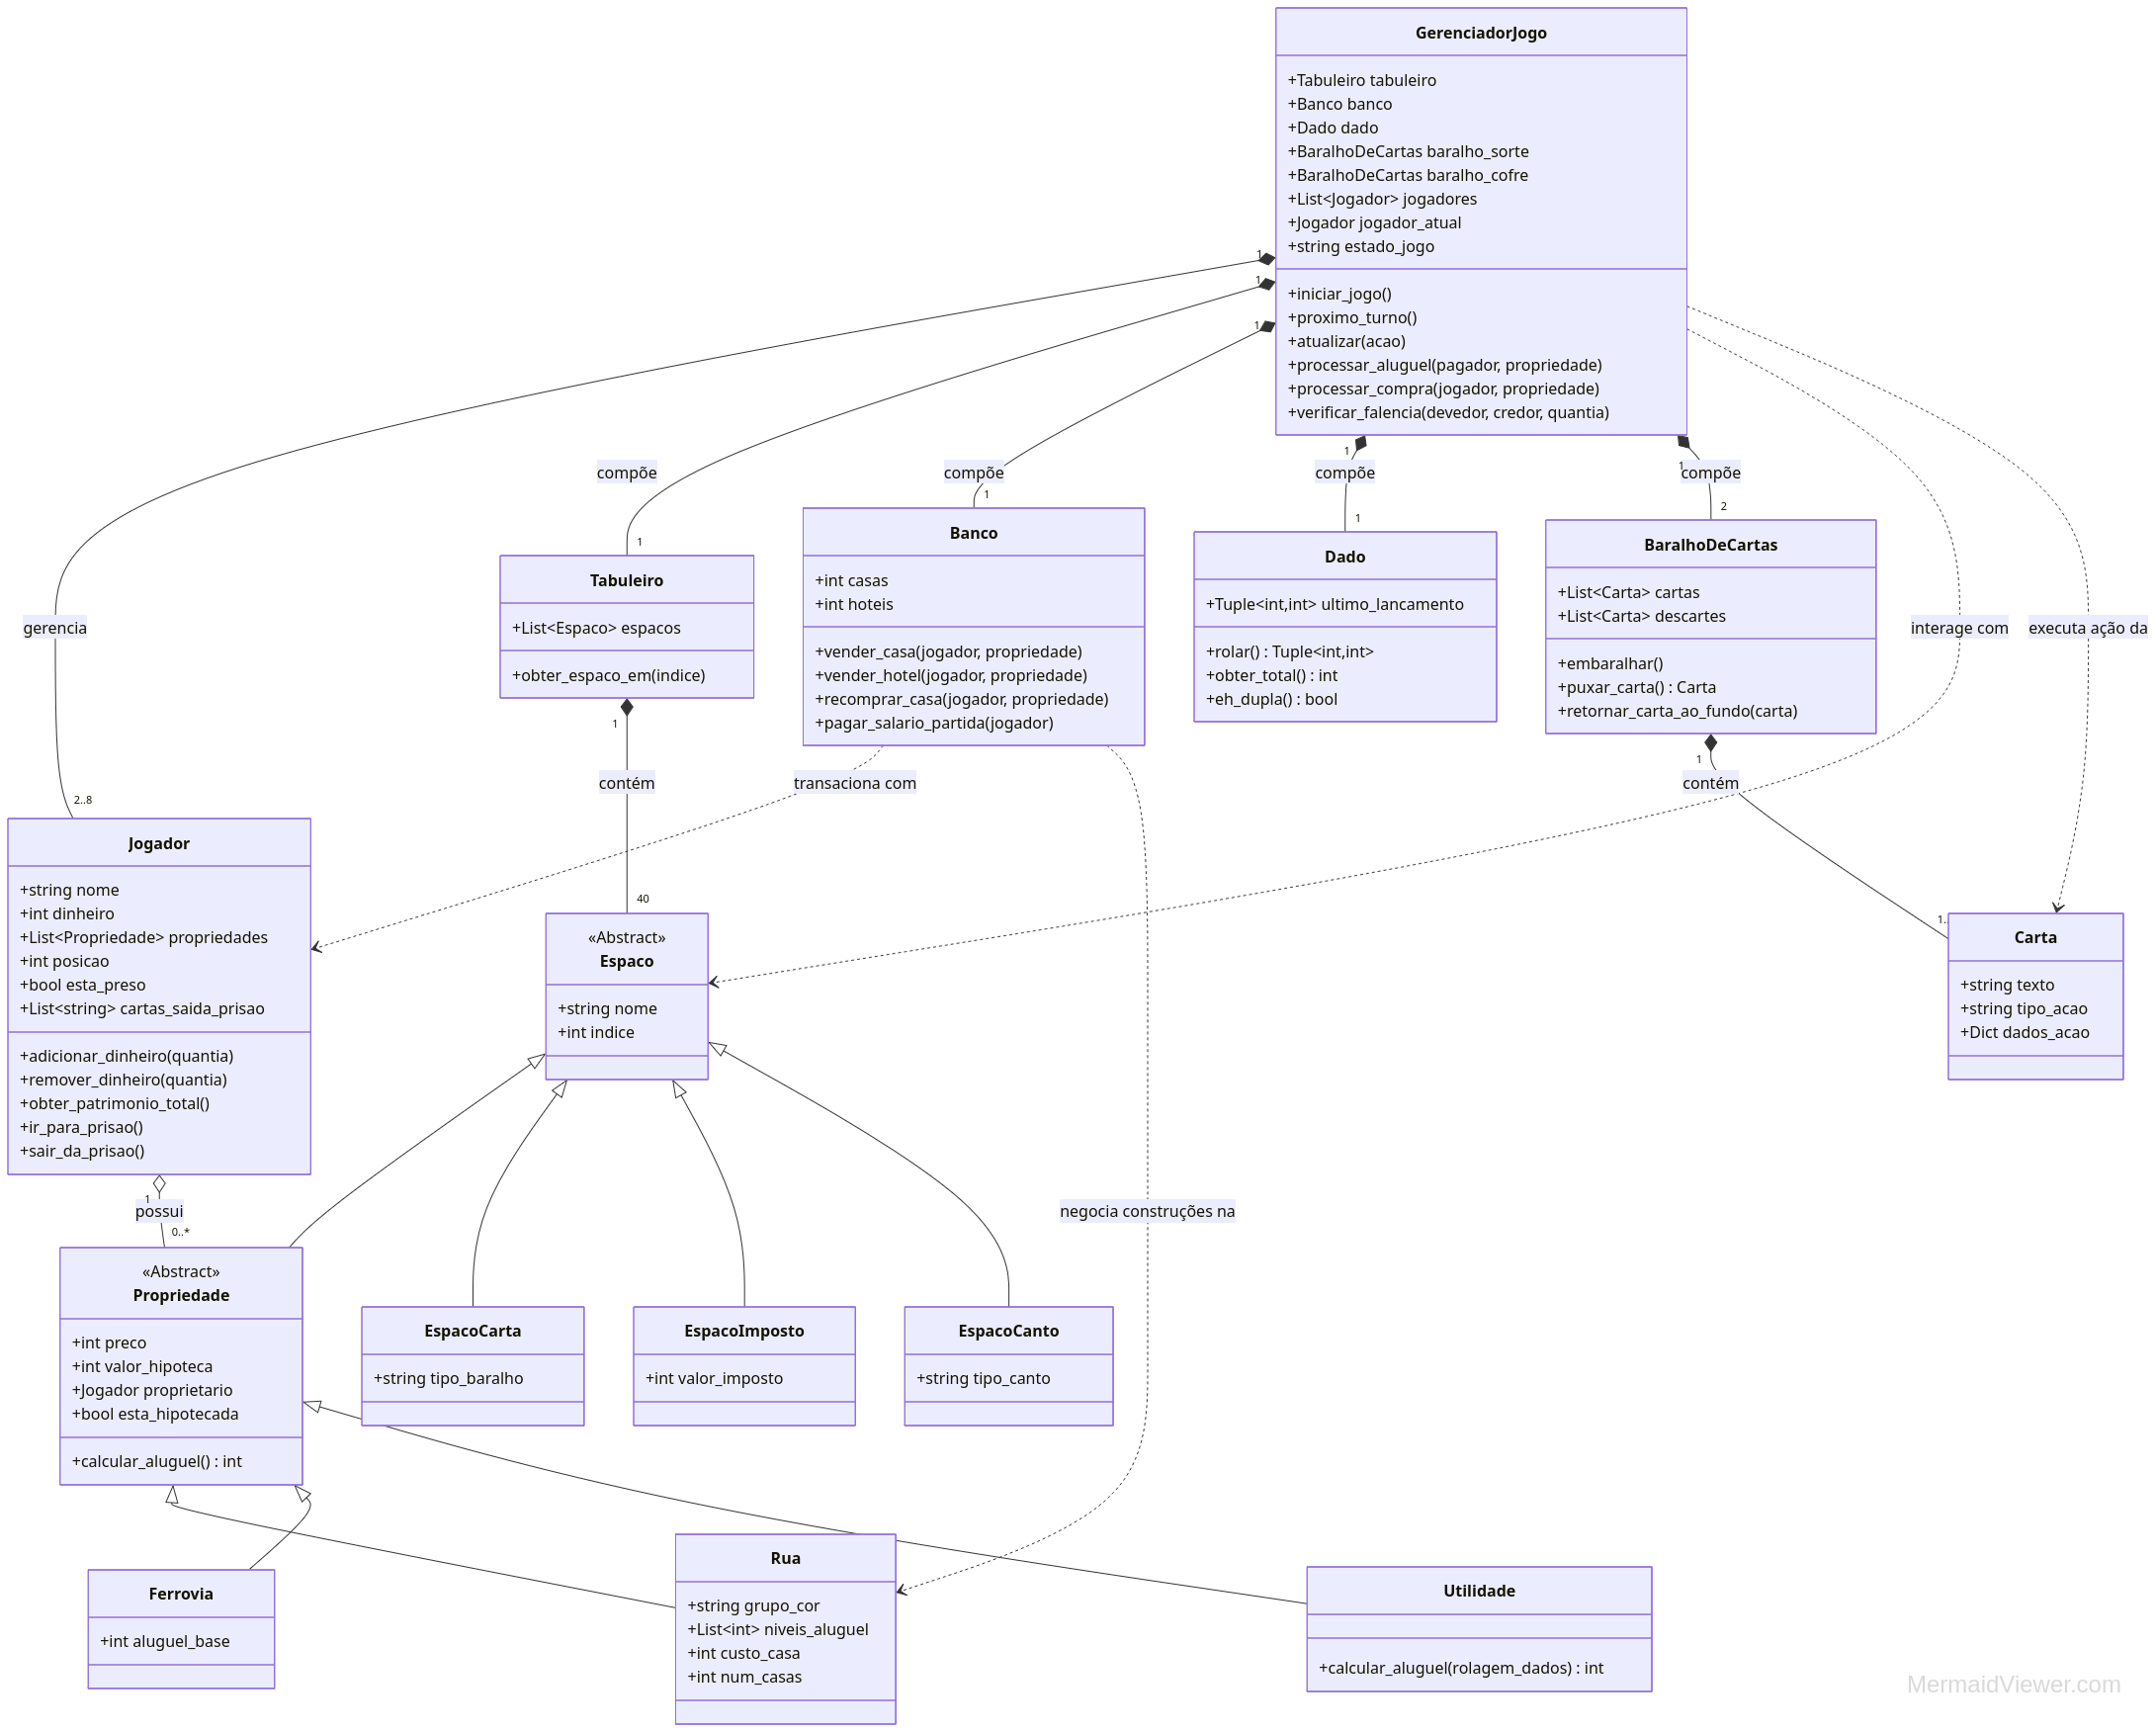 GerenciadorJogo
+Tabuleiro tabuleiro
+Banco banco
+Dado dado
+BaralhoDeCartas baralho_sorte
+BaralhoDeCartas baralho_cofre
+List<Jogador> jogadores
+Jogador jogador_atual
+string estado_jogo
+iniciar_jogo()
+proximo_turno()
+atualizar(acao)
+processar_aluguel(pagador, propriedade)
+processar_compra(jogador, propriedade)
+verificar_falencia(devedor, credor, quantia)
1
1
1
1
1
compõe
compõe
compõe
compõe
1
1
1
2
gerencia
2..8
interage com
executa ação da
Tabuleiro
+List<Espaco> espacos
+obter_espaco_em(indice)
Banco
+int casas
+int hoteis
+vender_casa(jogador, propriedade)
+vender_hotel(jogador, propriedade)
+recomprar_casa(jogador, propriedade)
+pagar_salario_partida(jogador)
Dado
+Tuple<int,int> ultimo_lancamento
+rolar() : Tuple<int,int>
+obter_total() : int
+eh_dupla() : bool
BaralhoDeCartas
+List<Carta> cartas
+List<Carta> descartes
+embaralhar()
+puxar_carta() : Carta
+retornar_carta_ao_fundo(carta)
1
contém
40
transaciona com
1
contém
1..
Jogador
+string nome
+int dinheiro
+List<Propriedade> propriedades
+int posicao
+bool esta_preso
+List<string> cartas_saida_prisao
+adicionar_dinheiro(quantia)
+remover_dinheiro(quantia)
+obter_patrimonio_total()
+ir_para_prisao()
+sair_da_prisao()
«Abstract»
Espaco
+string nome
+int indice
Carta
+string texto
+string tipo_acao
+Dict dados_acao
1
possui
0..*
negocia construções na
«Abstract»
Propriedade
+int preco
+int valor_hipoteca
+Jogador proprietario
+bool esta_hipotecada
+calcular_aluguel() : int
EspacoCarta
+string tipo_baralho
EspacoImposto
+int valor_imposto
EspacoCanto
+string tipo_canto
Ferrovia
+int aluguel_base
Rua
+string grupo_cor
+List<int> niveis_aluguel
+int custo_casa
+int num_casas
Utilidade
+calcular_aluguel(rolagem_dados) : int
MermaidViewer.com